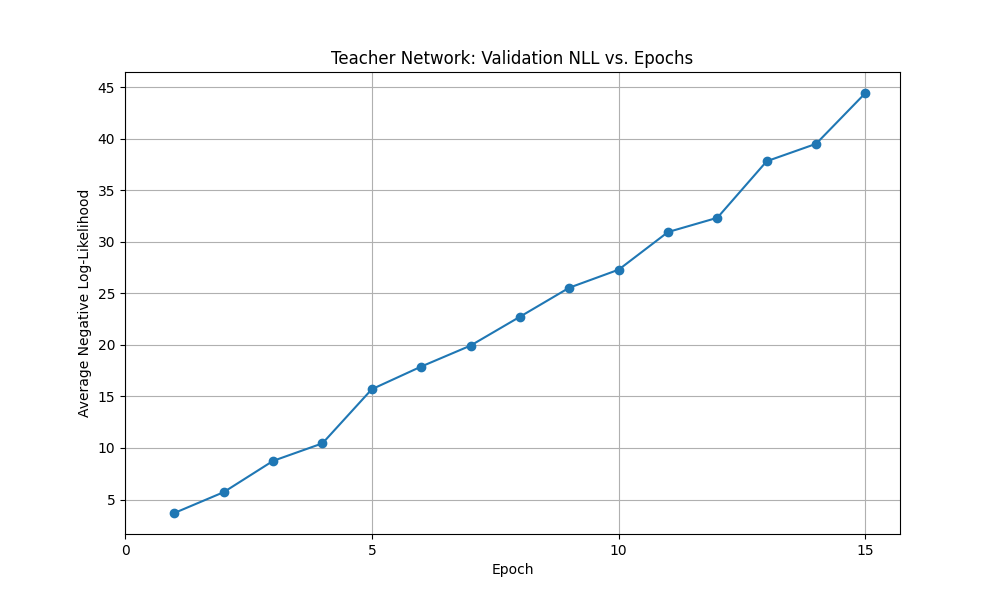 Teacher Network: Validation NLL vs. Epochs
Average Negative Log-Likelihood
45
40
35
30
25
20
15
10
5
0 5 10 15
Epoch